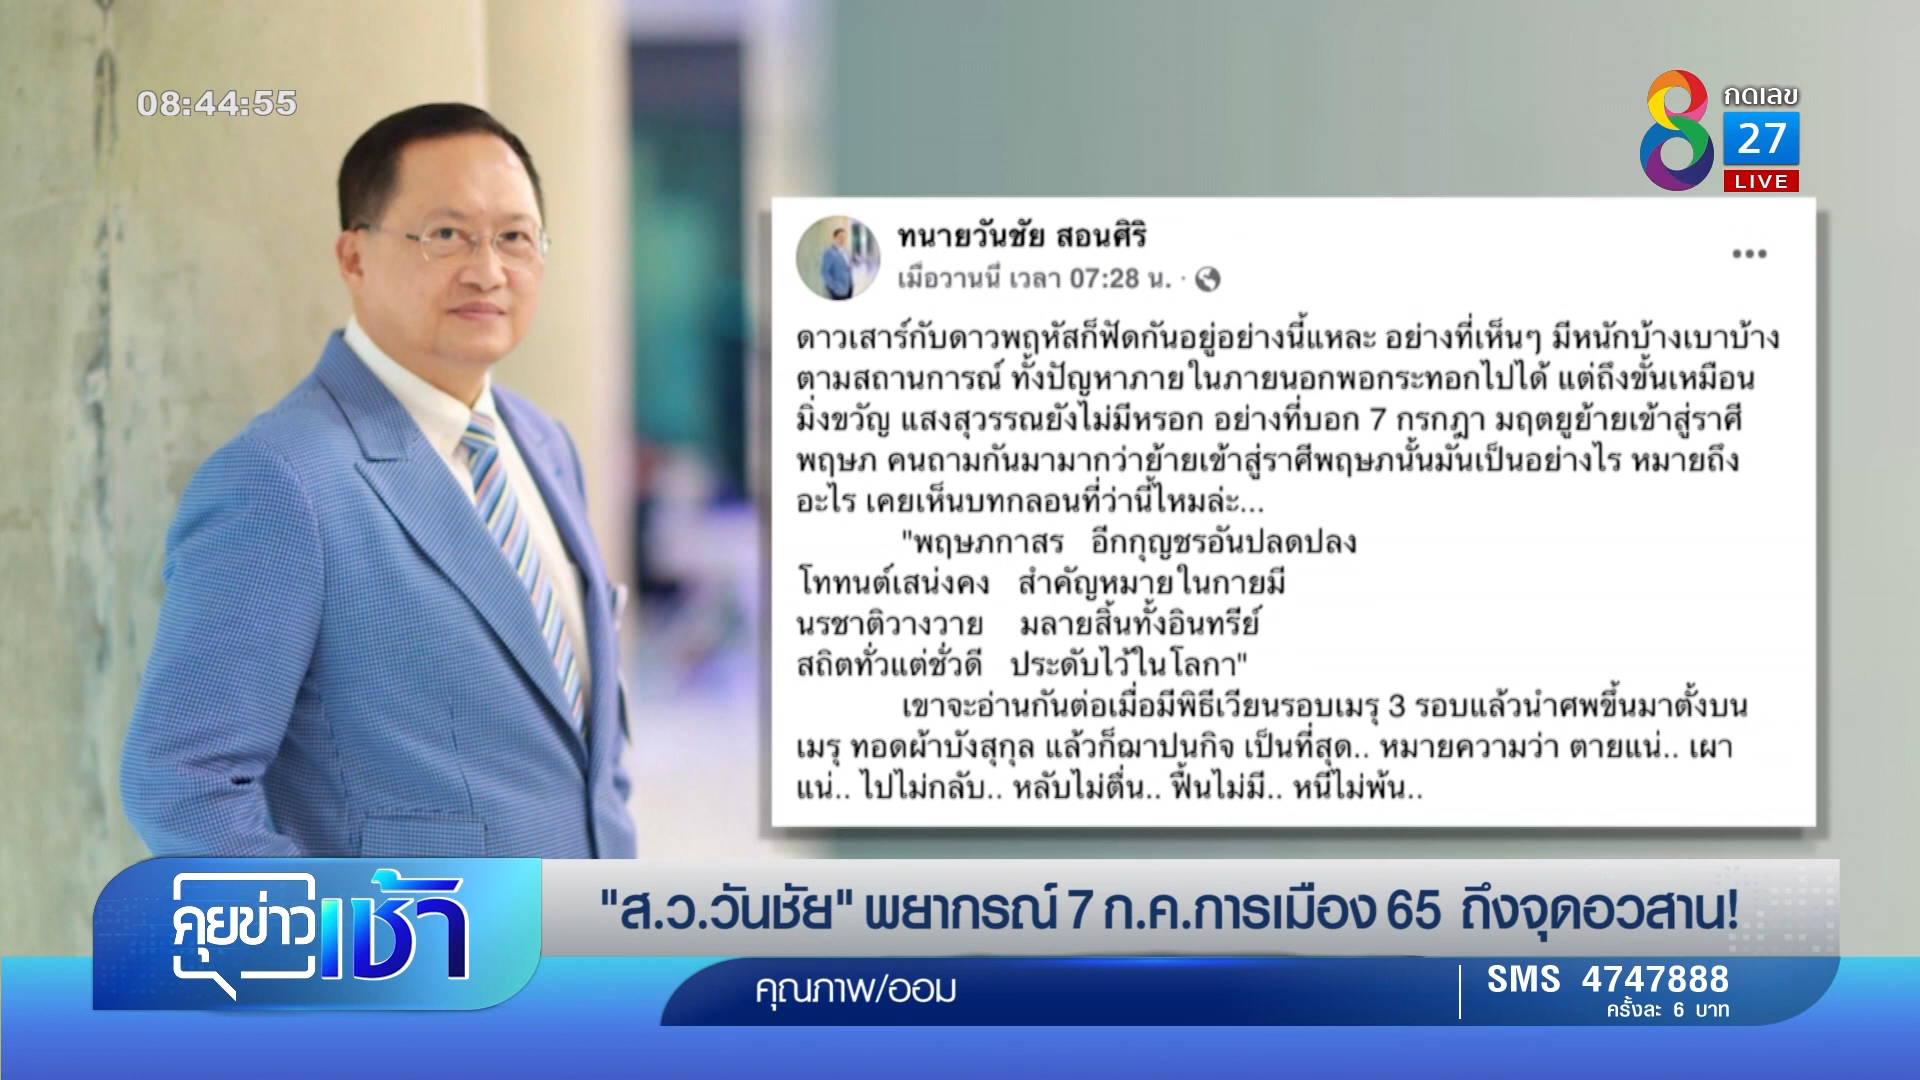 08:44:55
กดเลข
27
LIVE
ทนายวันชัย สอนศิริ
เมื่อวานนี้ เวลา 07:28 น. ·
ดาวเสาร์กับดาวพฤหัสก็ฟัดกันอยู่อย่างนี้แหละ อย่างที่เห็นๆ มีหนักบ้างเบาบ้าง
ตามสถานการณ์ ทั้งปัญหาภายในภายนอกพอกระทอกไปได้ แต่ถึงขั้นเหมือน
มิ่งขวัญ แสงสุวรรณยังไม่มีหรอก อย่างที่บอก 7 กรกฎา มฤตยูย้ายเข้าสู่ราศี
พฤษภ คนถามกันมามากว่าย้ายเข้าสู่ราศีพฤษภนั้นมันเป็นอย่างไร หมายถึง
อะไร เคยเห็นบทกลอนที่ว่านี้ไหมล่ะ...
"พฤษภกาสร อีกกุญชรอันปลดปลง
โททนต์เสน่งคง สำคัญหมายในกายมี
นรชาติวางวาย มลายสิ้นทั้งอินทรีย์
สถิตทั่วแต่ชั่วดี ประดับไว้ในโลกา"
เขาจะอ่านกันต่อเมื่อมีพิธีเวียนรอบเมรุ 3 รอบแล้วนำศพขึ้นมาตั้งบน
เมรุ ทอดผ้าบังสุกุล แล้วก็ฌาปนกิจ เป็นที่สุด.. หมายความว่า ตายแน่.. เผา
แน่.. ไปไม่กลับ.. หลับไม่ตื่น.. ฟื้นไม่มี.. หนีไม่พ้น..
คุยข่าวเช้า
"ส.ว.วันชัย" พยากรณ์ 7 ก.ค.การเมือง 65 ถึงจุดอวสาน!
คุณภาพ/ออม
SMS 4747888
ครั้งละ 6 บาท